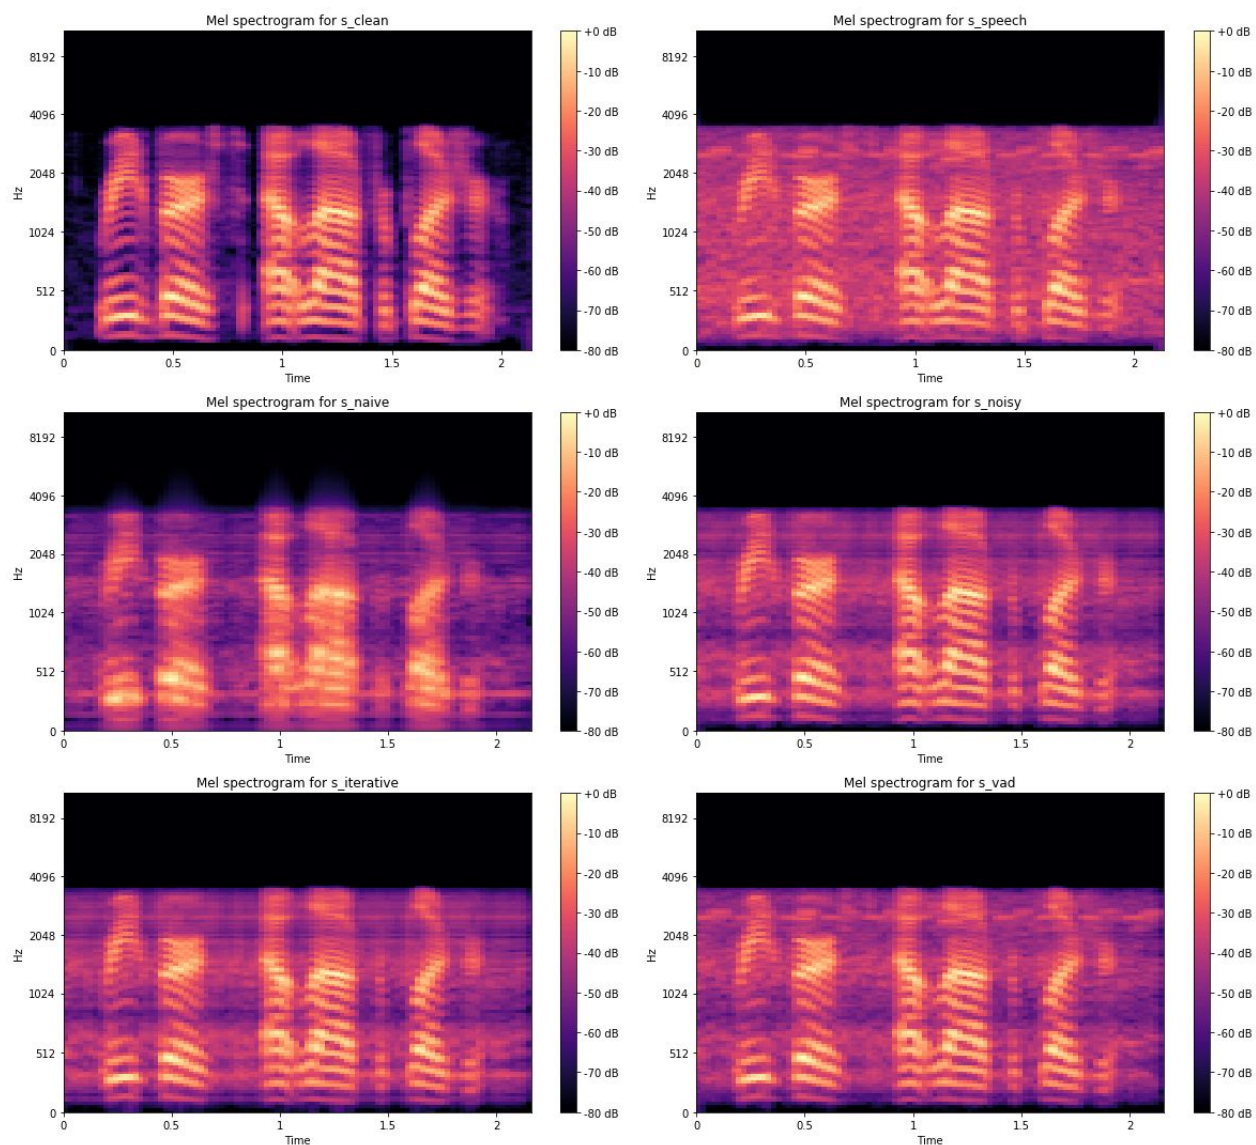 Mel spectrogram for s_clean
8192
4096
2048
1024
512
0
Hz
0
0.5
1
1.5
2
Time
+0 dB
-10 dB
-20 dB
-30 dB
-40 dB
-50 dB
-60 dB
-70 dB
-80 dB
Mel spectrogram for s_speech
8192
4096
2048
1024
512
0
Hz
0
0.5
1
1.5
2
Time
+0 dB
-10 dB
-20 dB
-30 dB
-40 dB
-50 dB
-60 dB
-70 dB
-80 dB
Mel spectrogram for s_naive
8192
4096
2048
1024
512
0
Hz
0
0.5
1
1.5
2
Time
+0 dB
-10 dB
-20 dB
-30 dB
-40 dB
-50 dB
-60 dB
-70 dB
-80 dB
Mel spectrogram for s_noisy
8192
4096
2048
1024
512
0
Hz
0
0.5
1
1.5
2
Time
+0 dB
-10 dB
-20 dB
-30 dB
-40 dB
-50 dB
-60 dB
-70 dB
-80 dB
Mel spectrogram for s_iterative
8192
4096
2048
1024
512
0
Hz
0
0.5
1
1.5
2
Time
+0 dB
-10 dB
-20 dB
-30 dB
-40 dB
-50 dB
-60 dB
-70 dB
-80 dB
Mel spectrogram for s_vad
8192
4096
2048
1024
512
0
Hz
0
0.5
1
1.5
2
Time
+0 dB
-10 dB
-20 dB
-30 dB
-40 dB
-50 dB
-60 dB
-70 dB
-80 dB